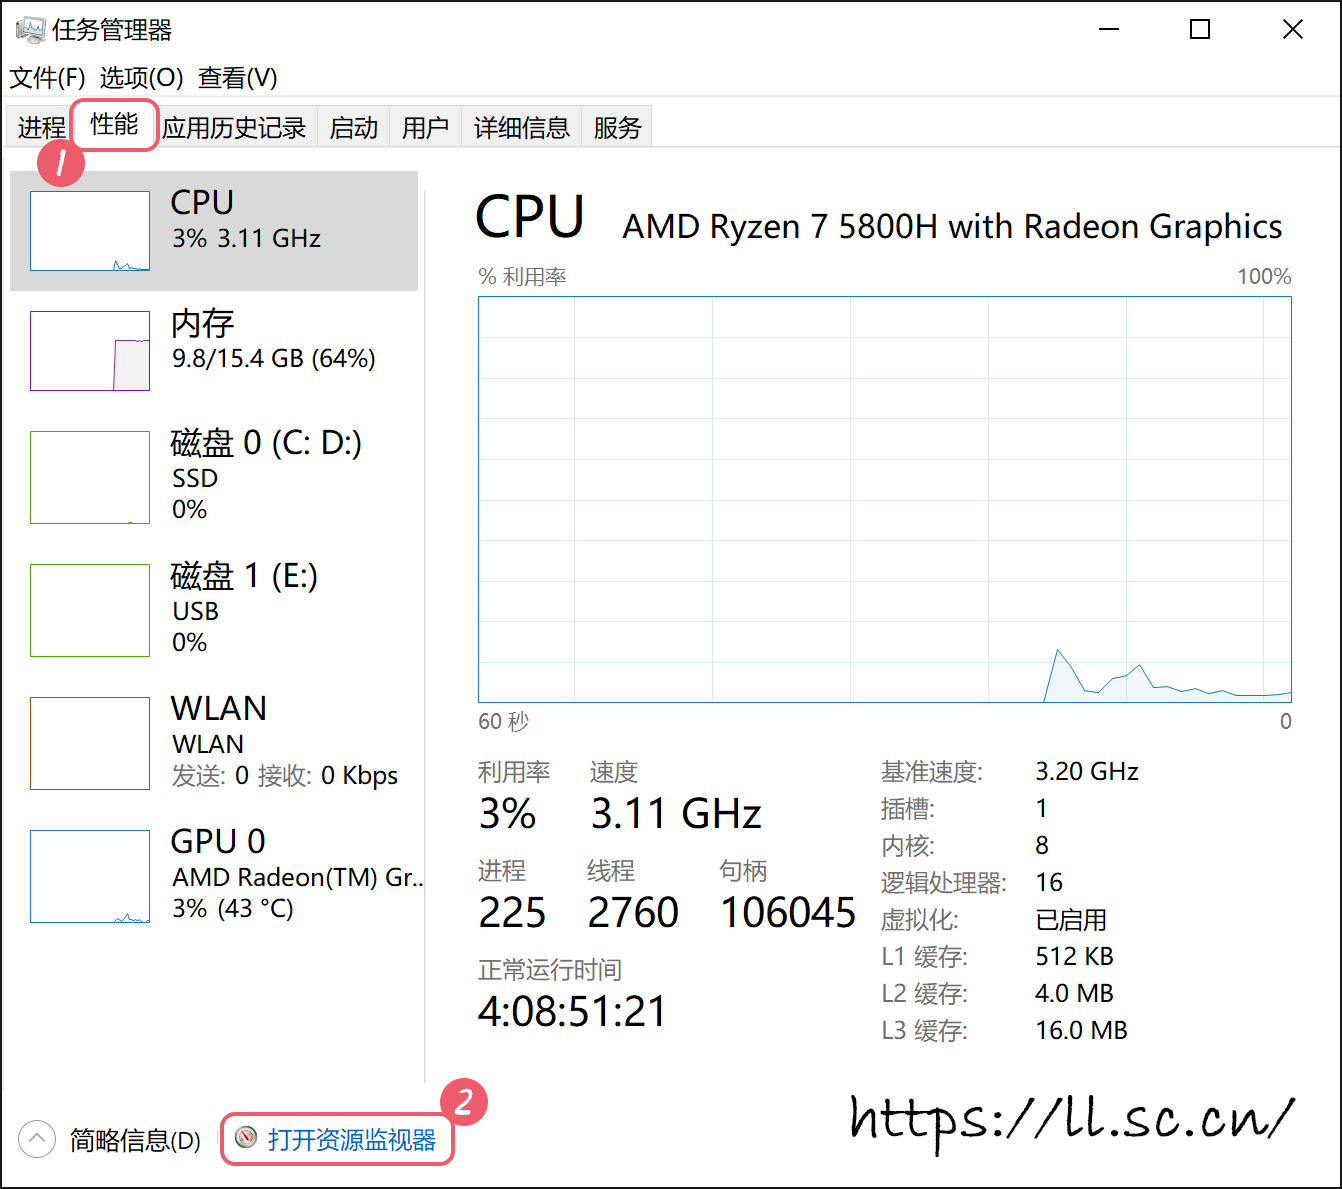 任务管理器
文件(F) 选项(O) 查看(V)
进程 性能 应用历史记录 启动 用户 详细信息 服务
1
CPU
3% 3.11 GHz
内存
9.8/15.4 GB (64%)
磁盘 0 (C: D:)
SSD
0%
磁盘 1 (E:)
USB
0%
WLAN
WLAN
发送: 0 接收: 0 Kbps
GPU 0
AMD Radeon(TM) Gr...
3% (43 °C)
CPU AMD Ryzen 7 5800H with Radeon Graphics
% 利用率 100%
60 秒 0
利用率 速度
3% 3.11 GHz
进程 线程 句柄
225 2760 106045
正常运行时间
4:08:51:21
基准速度: 3.20 GHz
插槽: 1
内核: 8
逻辑处理器: 16
虚拟化: 已启用
L1 缓存: 512 KB
L2 缓存: 4.0 MB
L3 缓存: 16.0 MB
2
简略信息(D) 打开资源监视器
https://ll.sc.cn/